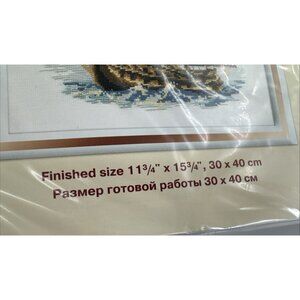 Finished size 11¾" x 15¾", 30 x 40 cm
Размер готовой работы 30 x 40 см